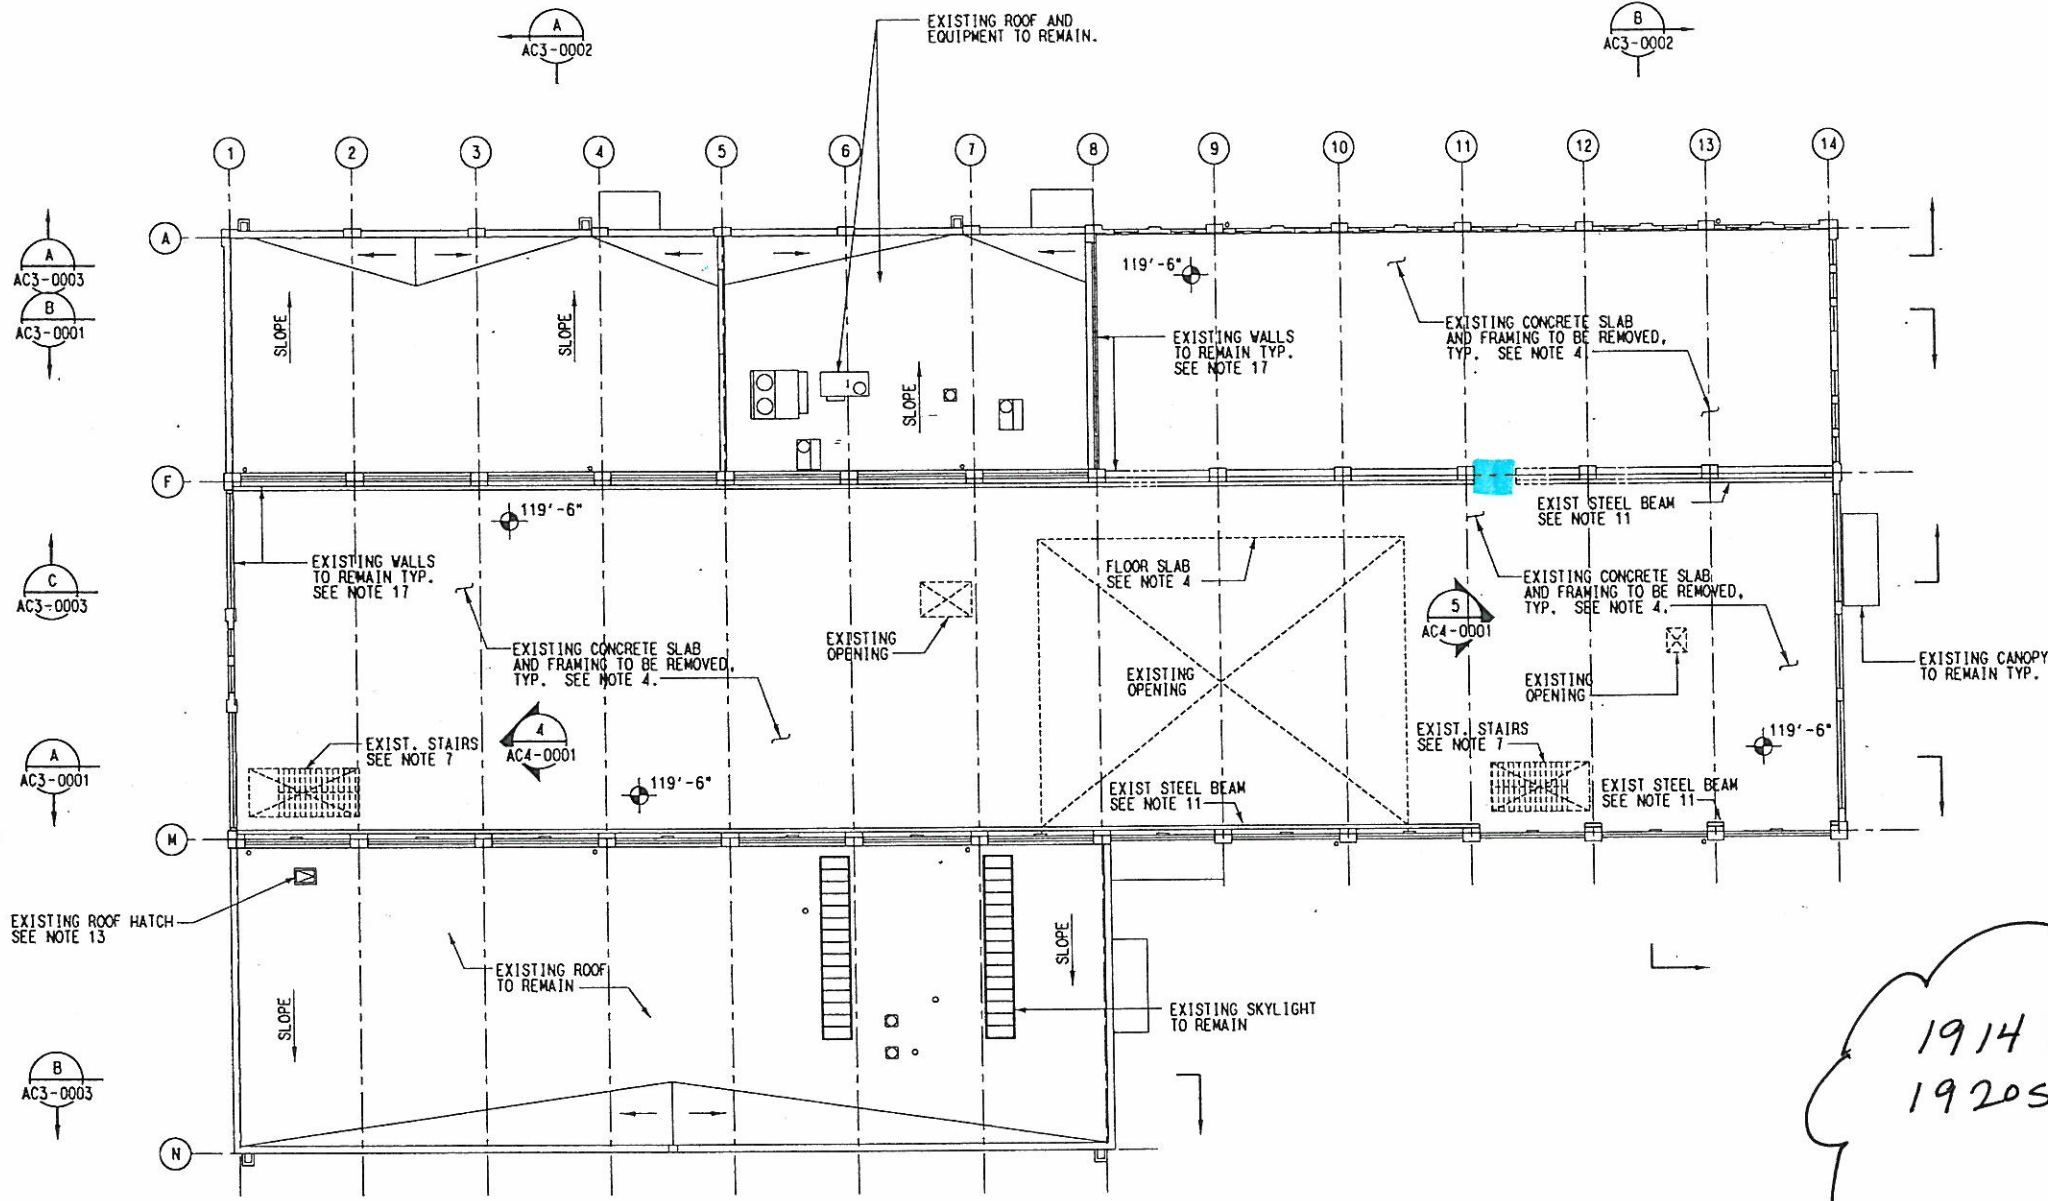 A
AC3-0002
EXISTING ROOF AND
EQUIPMENT TO REMAIN.
B
AC3-0002
1
2
3
4
5
6
7
8
9
10
11
12
13
14
A
A
AC3-0003
B
AC3-0001
SLOPE
SLOPE
SLOPE
119'-6"
EXISTING WALLS
TO REMAIN TYP.
SEE NOTE 17
EXISTING CONCRETE SLAB
AND FRAMING TO BE REMOVED,
TYP. SEE NOTE 4
F
119'-6"
EXIST STEEL BEAM
SEE NOTE 11
C
AC3-0003
EXISTING WALLS
TO REMAIN TYP.
SEE NOTE 17
FLOOR SLAB
SEE NOTE 4
EXISTING CONCRETE SLAB
AND FRAMING TO BE REMOVED,
TYP. SEE NOTE 4.
5
AC4-0001
EXISTING
OPENING
EXISTING CONCRETE SLAB
AND FRAMING TO BE REMOVED,
TYP. SEE NOTE 4.
EXISTING
OPENING
EXISTING
OPENING
EXISTING CANOPY
TO REMAIN TYP.
4
AC4-0001
EXIST. STAIRS
SEE NOTE 7
EXIST. STAIRS
SEE NOTE 7
119'-6"
A
AC3-0001
119'-6"
EXIST STEEL BEAM
SEE NOTE 11
EXIST STEEL BEAM
SEE NOTE 11
M
EXISTING ROOF HATCH
SEE NOTE 13
EXISTING ROOF
TO REMAIN
SLOPE
SLOPE
EXISTING SKYLIGHT
TO REMAIN
B
AC3-0003
N
1914
1920s